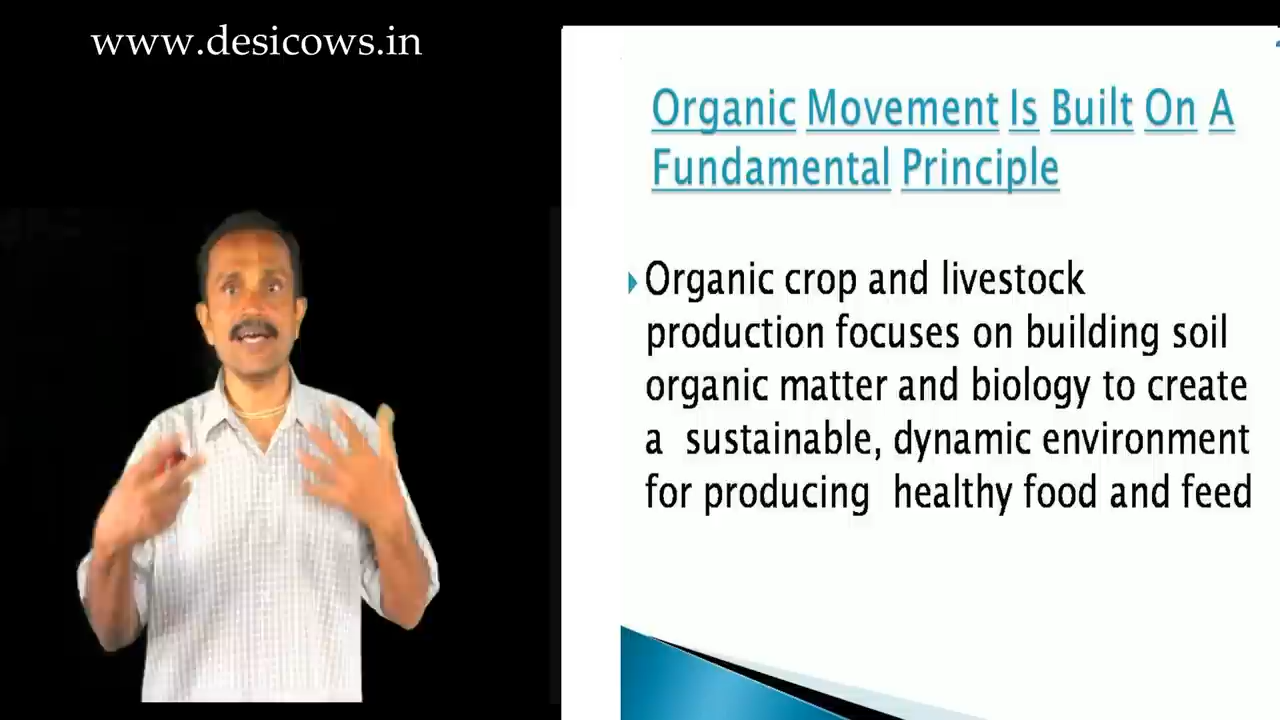 www.desicows.in
Organic Movement Is Built On A
Fundamental Principle
Organic crop and livestock
production focuses on building soil
organic matter and biology to create
a sustainable, dynamic environment
for producing healthy food and feed